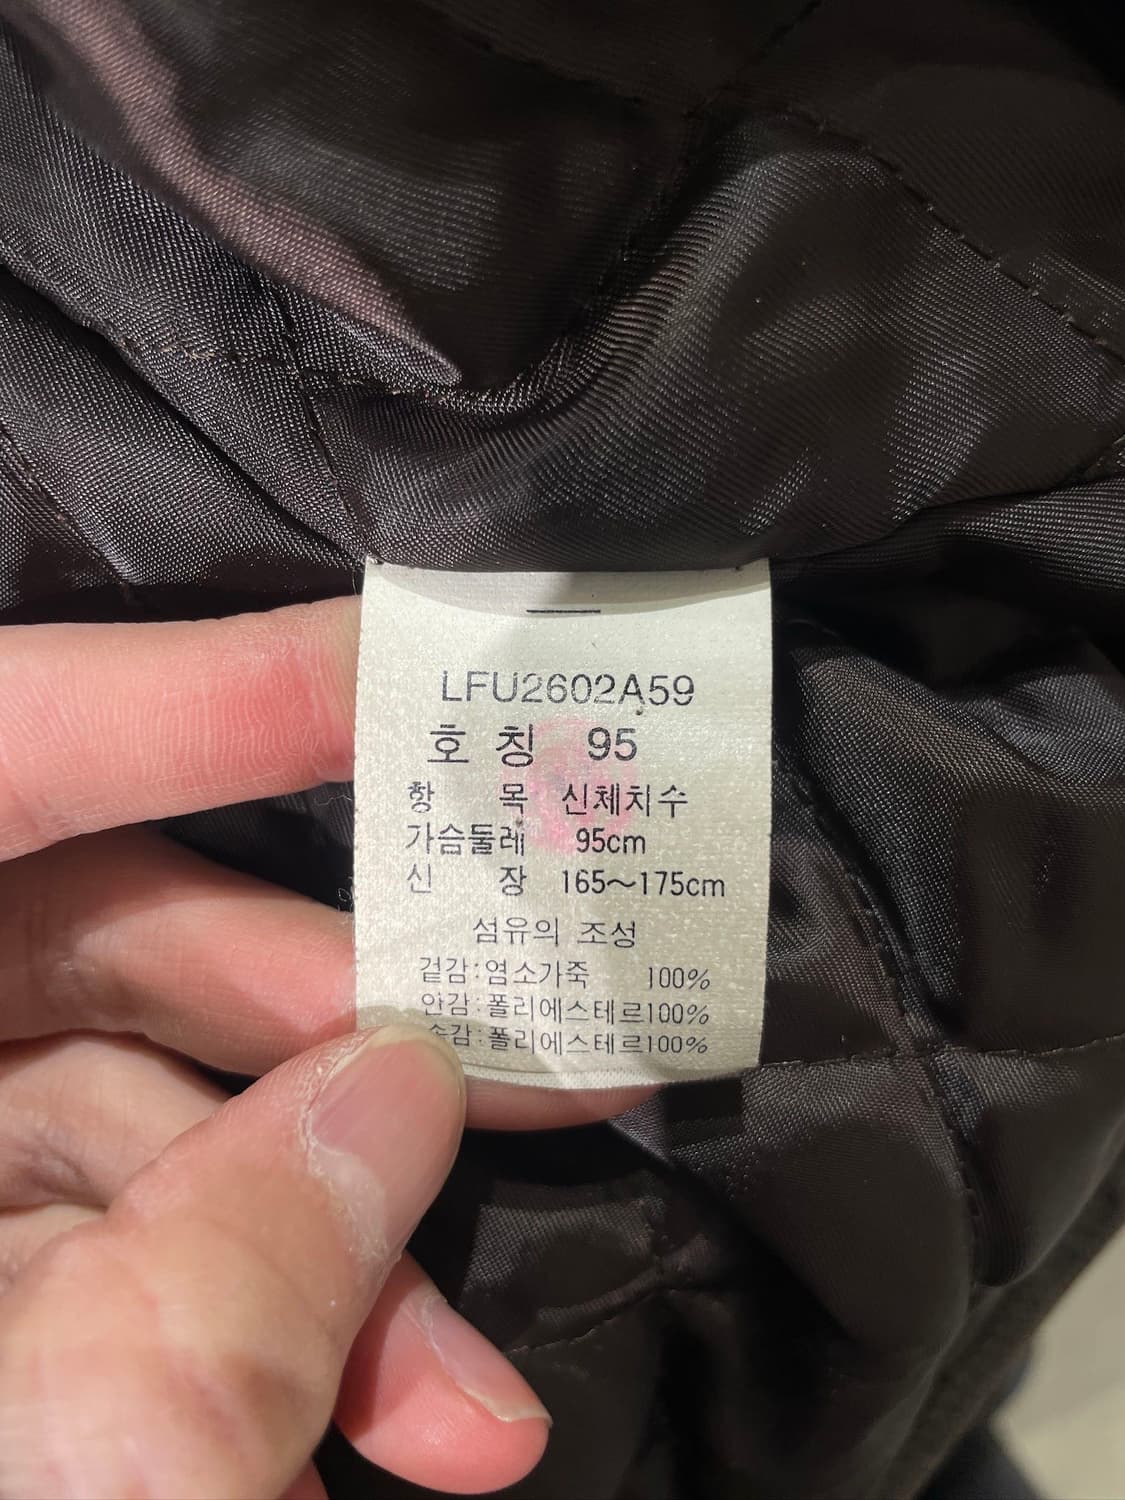 LFU2602A59
호 칭 95
항 목 신체치수
가슴둘레 95cm
신 장 165~175cm
섬유의 조성
겉감:염소가죽 100%
안감:폴리에스테르100%
솜감:폴리에스테르100%